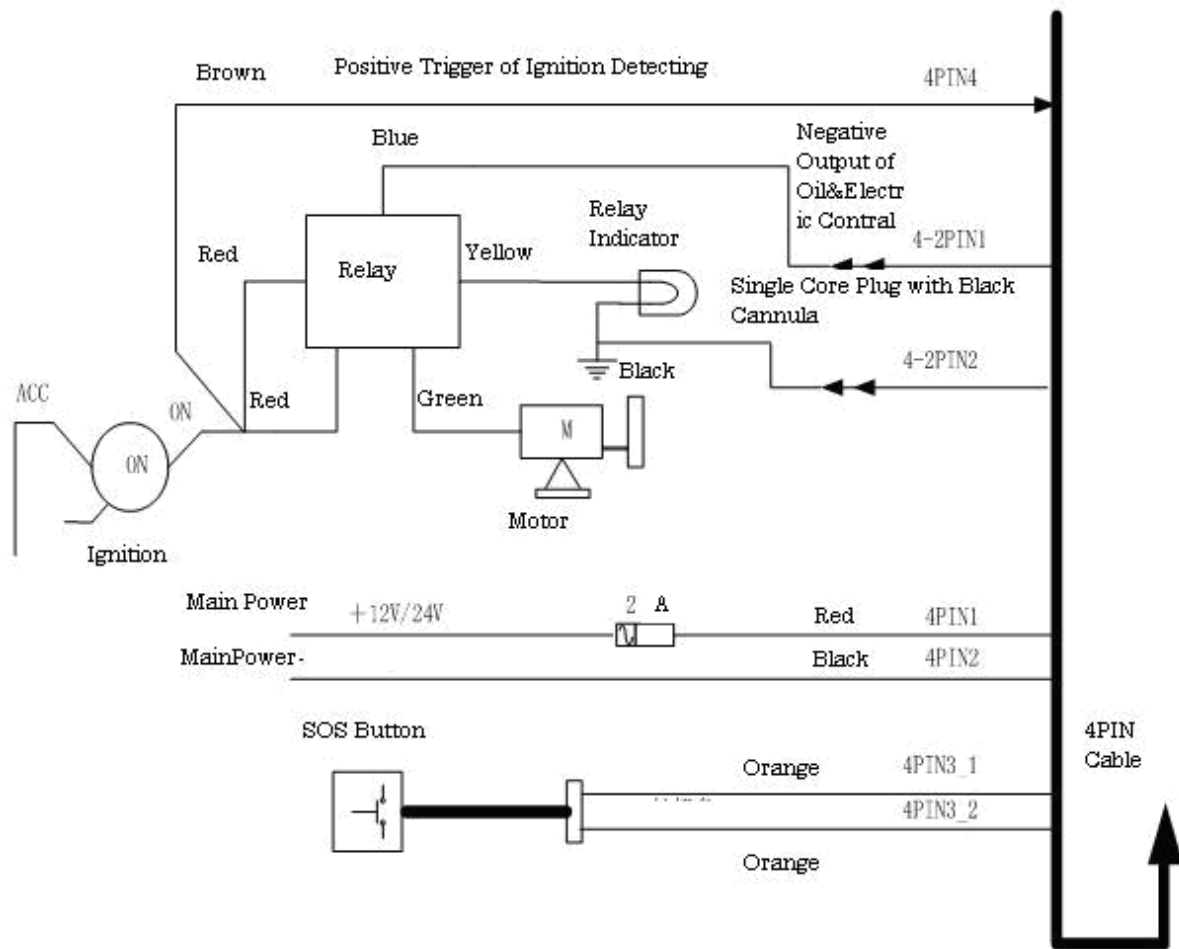 Brown
Positive Trigger of Ignition Detecting
4PIN4
Blue
Negative
Output of
Oil&Electr
ic Contral
Relay
Indicator
4-2PIN1
Red
Relay
Yellow
Single Core Plug with Black
Cannula
4-2PIN2
Black
ACC
ON
Red
Green
ON
M
Motor
Ignition
Main Power
+12V/24V
2 A
Red
4PIN1
MainPower-
Black
4PIN2
SOS Button
4PIN
Cable
Orange
4PIN3_1
4PIN3_2
Orange